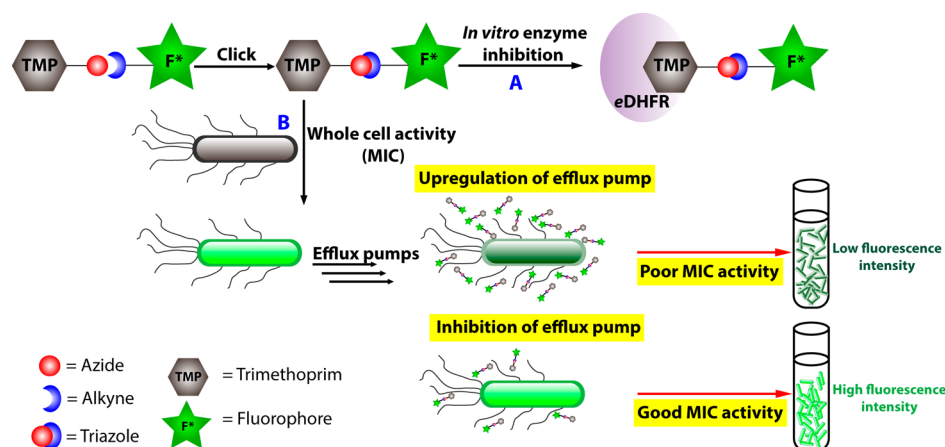 TMP
F*
Click
TMP
F*
In vitro enzyme
inhibition
A
TMP
F*
eDHFR
B
Whole cell activity
(MIC)
Upregulation of efflux pump
Efflux pumps
Poor MIC activity
Low fluorescence
intensity
Inhibition of efflux pump
Good MIC activity
High fluorescence
intensity
= Azide
= Alkyne
= Triazole
TMP = Trimethoprim
F* = Fluorophore